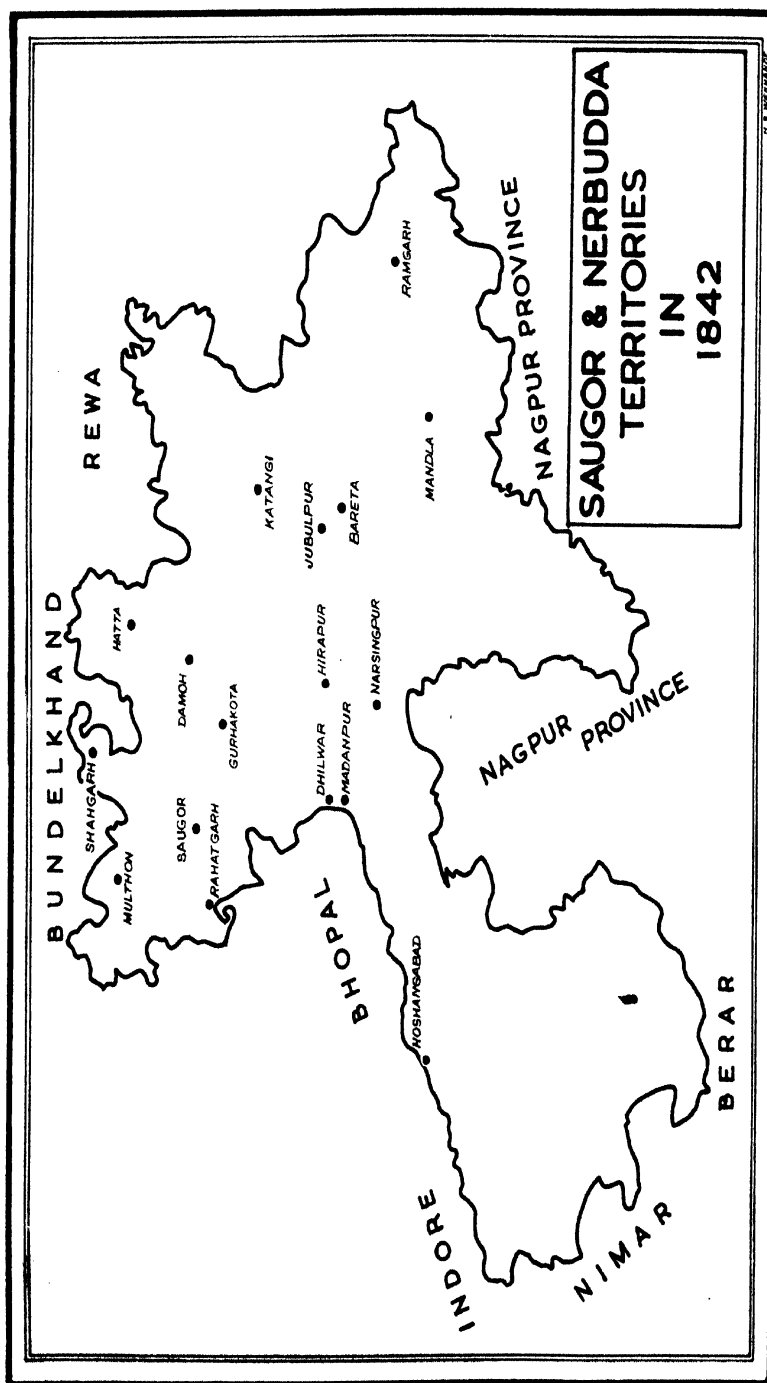 BUNDELKHAND
REWA
SHAHGARH
HATTA
MULTHON
SAUGOR
DAMOH
RAHATGARH
GURHAKOTA
KATANGI
JUBULPUR
BARETA
DHILWAR
HIRAPUR
MADANPUR
NARSINGPUR
RAMGARH
MANDLA
BHOPAL
HOSHAMGABAD
INDORE
NIMAR
BERAR
NAGPUR PROVINCE
NAGPUR PROVINCE
SAUGOR & NERBUDDA
TERRITORIES
IN
1842